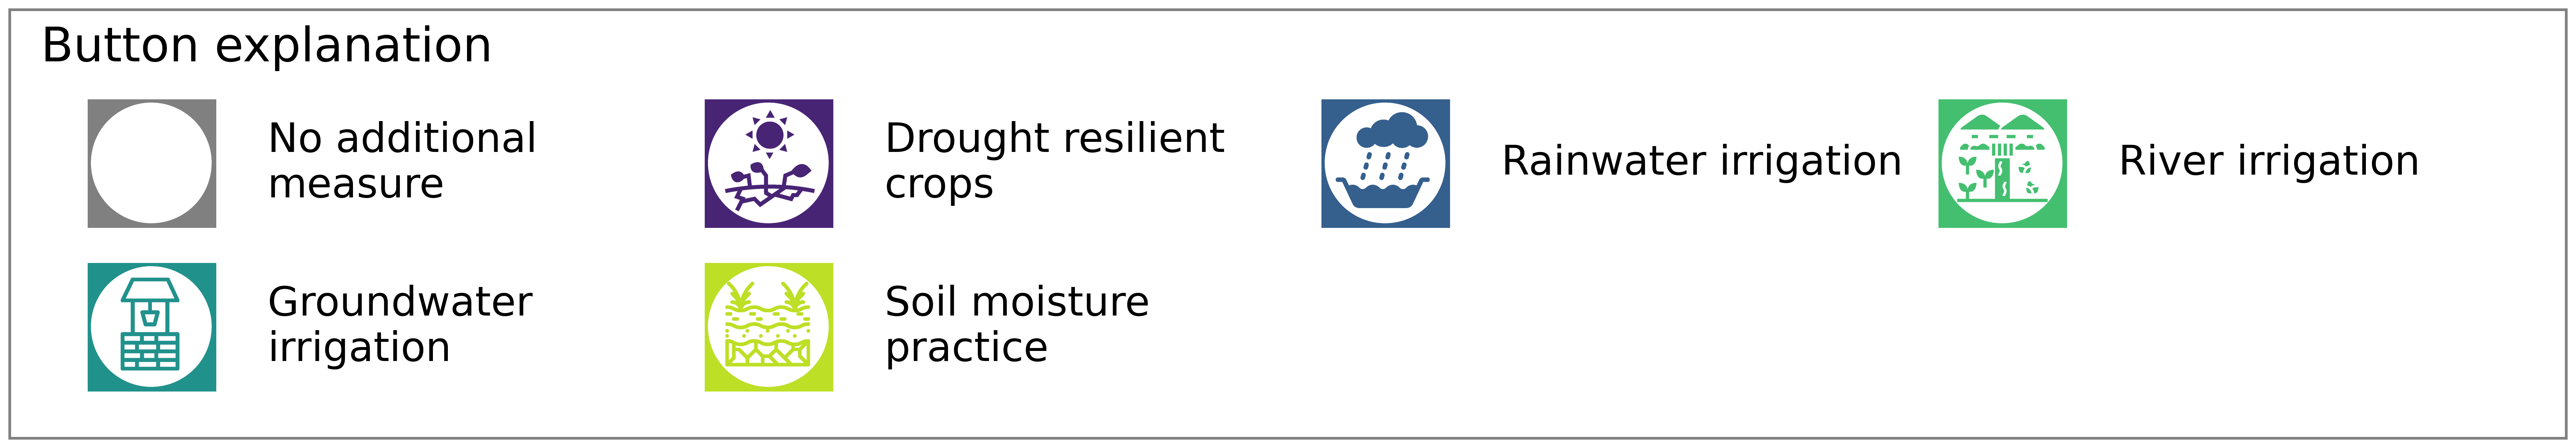 Button explanation
No additional
measure
Drought resilient
crops
Rainwater irrigation
River irrigation
Groundwater
irrigation
Soil moisture
practice